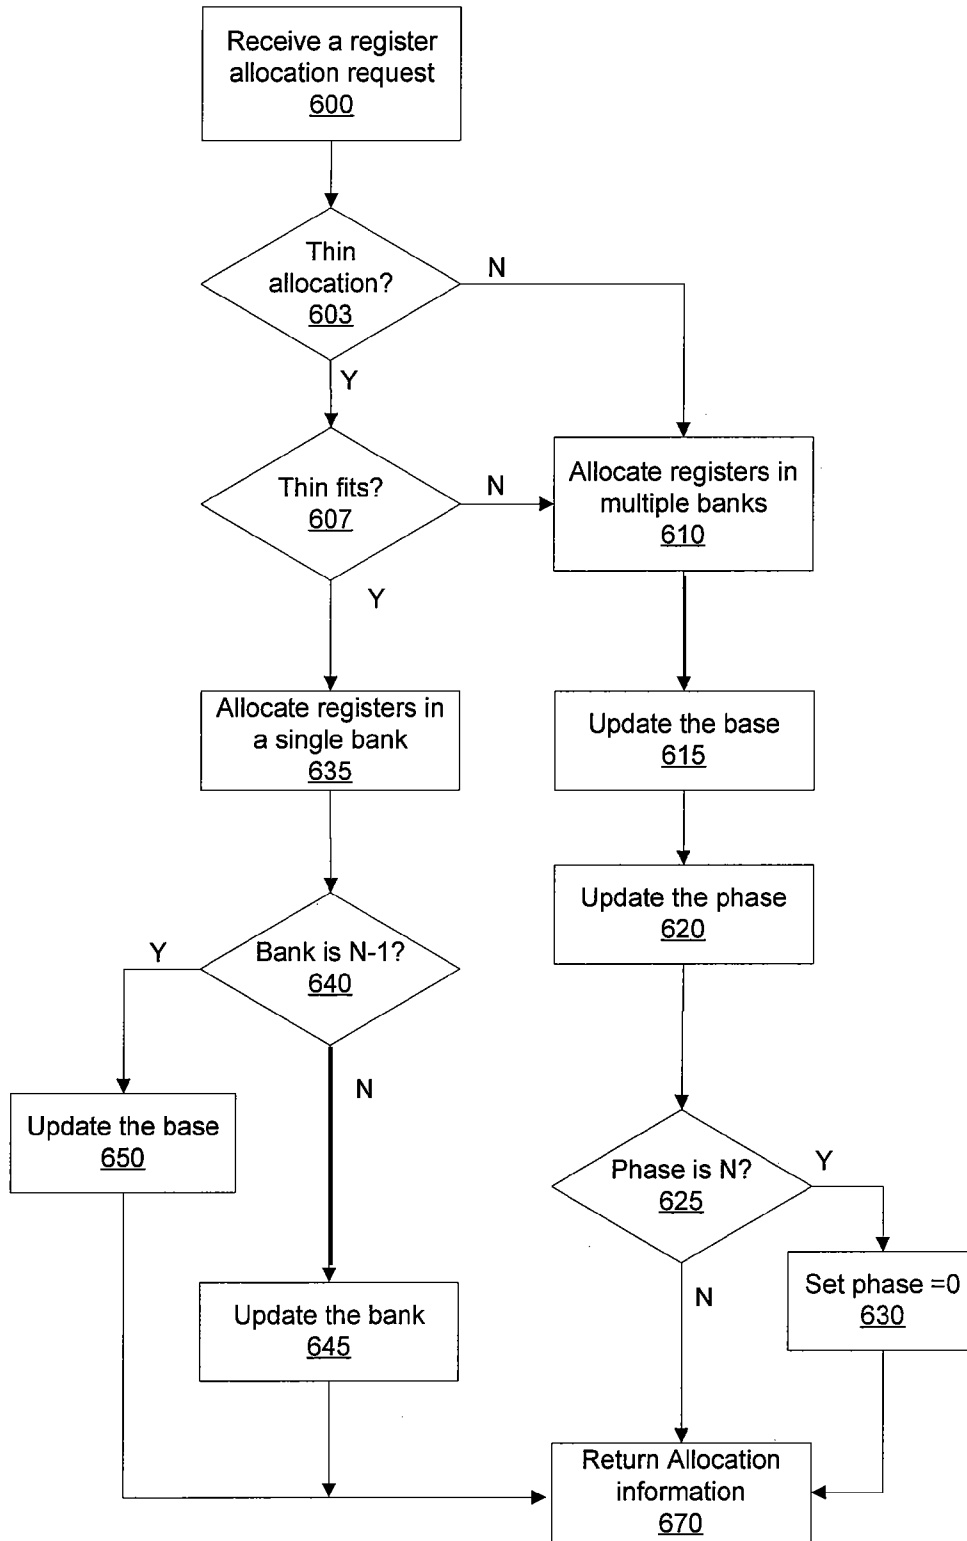 Receive a register
allocation request
600
Thin
allocation?
603
N
Y
Thin fits?
607
N
Y
Allocate registers in
multiple banks
610
Allocate registers in
a single bank
635
Update the base
615
Update the phase
620
Bank is N-1?
640
Y
N
Update the base
650
Phase is N?
625
Y
N
Update the bank
645
Set phase =0
630
Return Allocation
information
670